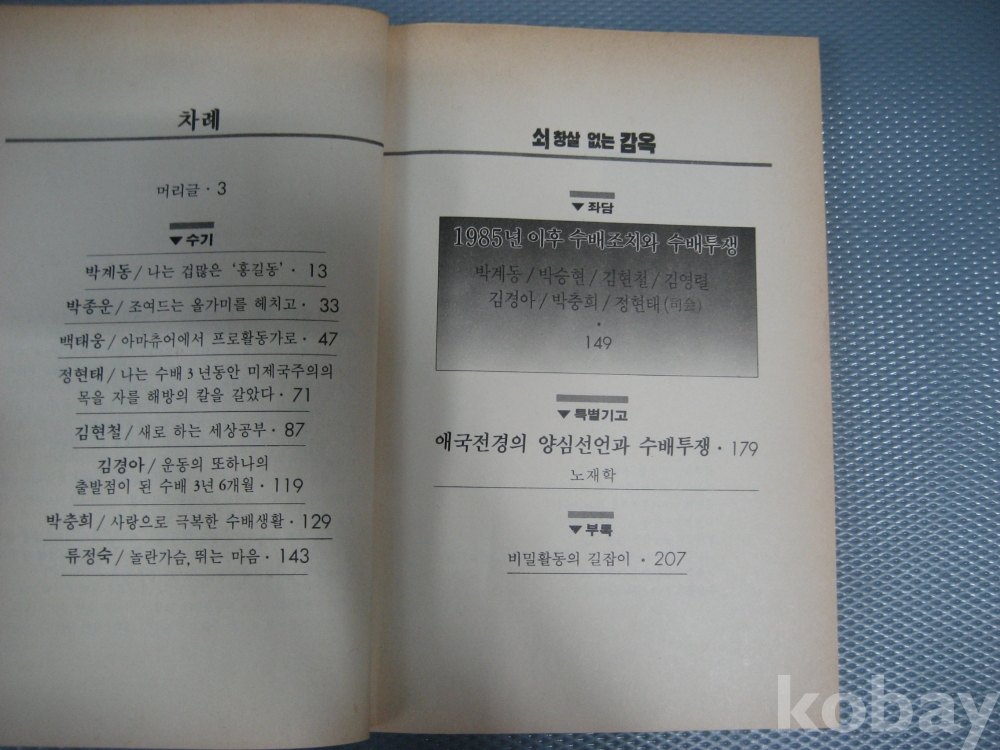 차례
머리글 · 3
▼수기
박계동 / 나는 겁많은 '홍길동' · 13
박종운 / 조여드는 올가미를 헤치고 · 33
백태웅 / 아마츄어에서 프로활동가로 · 47
정현태 / 나는 수배 3년동안 미제국주의의
목을 자를 해방의 칼을 갈았다 · 71
김현철 / 새로 하는 세상공부 · 87
김경아 / 운동의 또하나의
출발점이 된 수배 3년 6개월 · 119
박충희 / 사랑으로 극복한 수배생활 · 129
류정숙 / 놀란가슴, 뛰는 마음 · 143
쇠창살 없는 감옥
▼좌담
1985년 이후 수배조치와 수배투쟁
박계동 / 박승현 / 김현철 / 김영렬
김경아 / 박충희 / 정현태 (司會)
·
149
▼특별기고
애국전경의 양심선언과 수배투쟁 · 179
노재학
▼부록
비밀활동의 길잡이 · 207
kobay